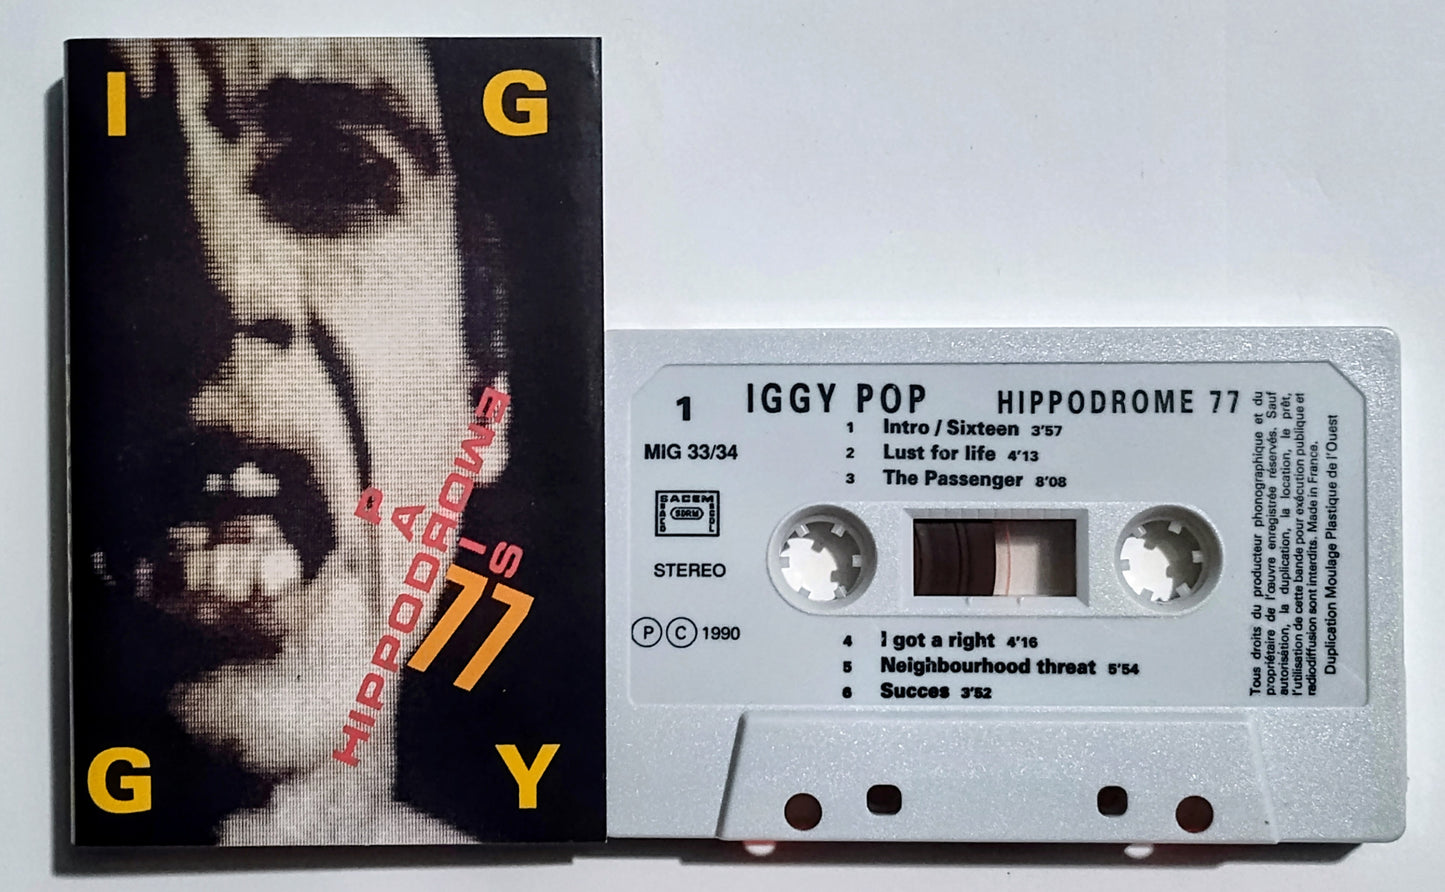 I G
PARIS
HIPPODROME
77
G Y
1
IGGY POP HIPPODROME 77
MIG 33/34
1 Intro / Sixteen 3'57
2 Lust for life 4'13
3 The Passenger 8'08
SACEM
SACD
SDRM
SGDL
STEREO
P C 1990
4 I got a right 4'16
5 Neighbourhood threat 5'54
6 Succes 3'52
Tous droits du producteur phonographique et du
propriétaire de l'œuvre enregistrée réservés. Sauf
autorisation, la duplication, la location, le prêt,
l'utilisation de cette bande pour exécution publique et
radiodiffusion sont interdits. Made in France.
Duplication Moulage Plastique de l'Ouest